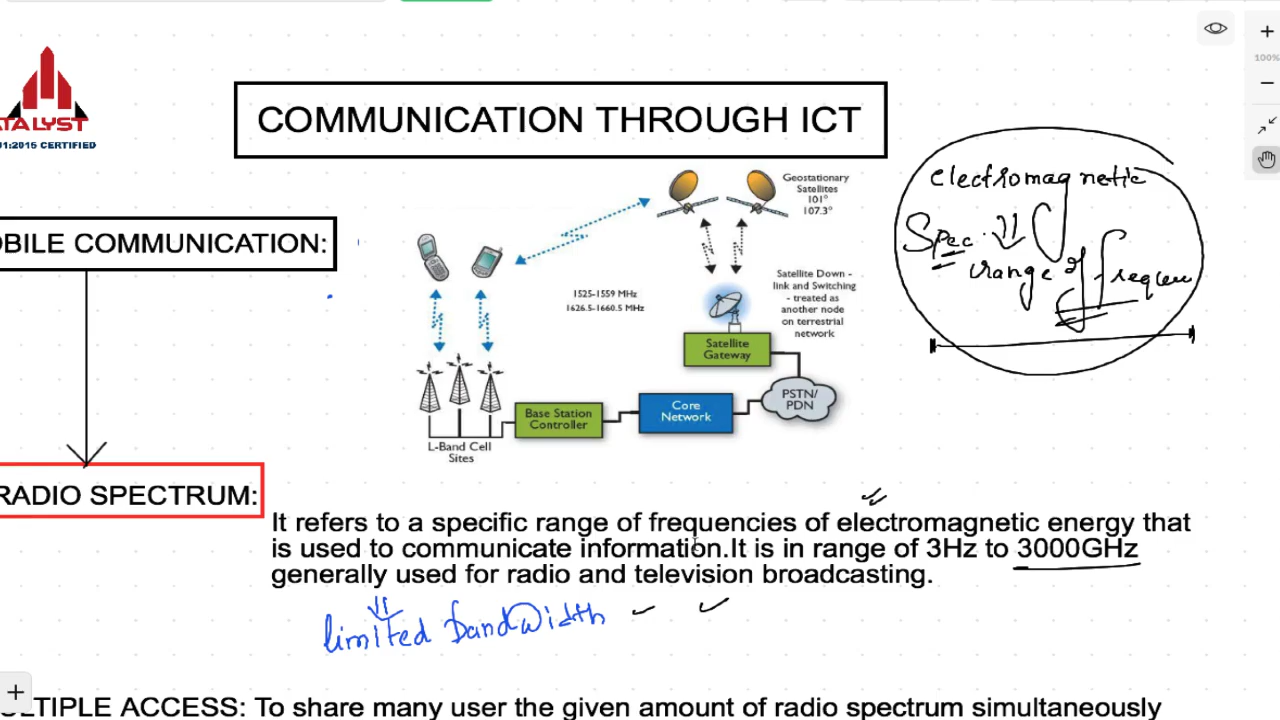 COMMUNICATION THROUGH ICT
ATALYST
01:2015 CERTIFIED
OBILE COMMUNICATION:
Geostationary
Satellites
101°
107.3°
electromagnetic
Spec.
range of frequen
1525-1559 MHz
1626.5-1660.5 MHz
Satellite Down -
link and Switching
- treated as
another node
on terrestrial
network
Satellite
Gateway
PSTN/
PDN
Core
Network
Base Station
Controller
L-Band Cell
Sites
RADIO SPECTRUM:
It refers to a specific range of frequencies of electromagnetic energy that
is used to communicate information.It is in range of 3Hz to 3000GHz
generally used for radio and television broadcasting.
limited bandwidth
ULTIPLE ACCESS: To share many user the given amount of radio spectrum simultaneously
100%